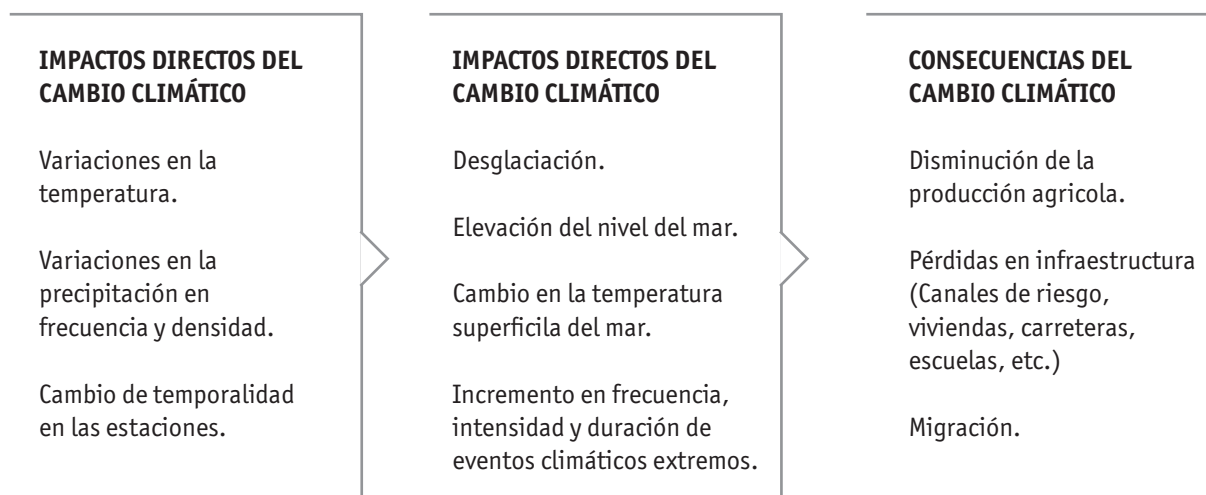 IMPACTOS DIRECTOS DEL
CAMBIO CLIMÁTICO
Variaciones en la
temperatura.
Variaciones en la
precipitación en
frecuencia y densidad.
Cambio de temporalidad
en las estaciones.
IMPACTOS DIRECTOS DEL
CAMBIO CLIMÁTICO
Desglaciación.
Elevación del nivel del mar.
Cambio en la temperatura
superficila del mar.
Incremento en frecuencia,
intensidad y duración de
eventos climáticos extremos.
CONSECUENCIAS DEL
CAMBIO CLIMÁTICO
Disminución de la
producción agricola.
Pérdidas en infraestructura
(Canales de riesgo,
viviendas, carreteras,
escuelas, etc.)
Migración.